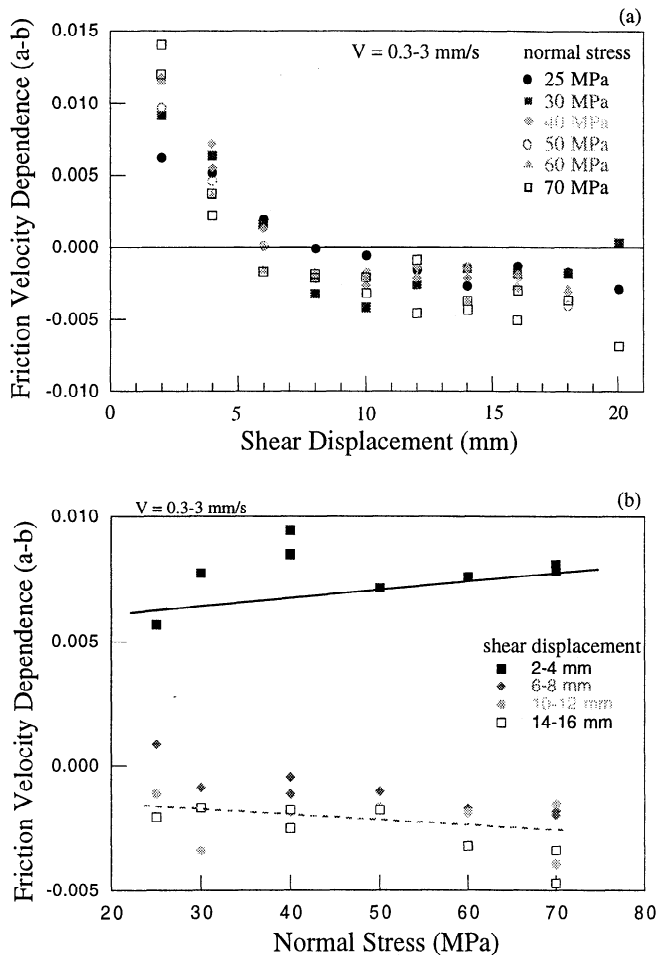 (a)
V = 0.3-3 mm/s
normal stress
25 MPa
30 MPa
40 MPa
50 MPa
60 MPa
70 MPa
Friction Velocity Dependence (a-b)
0.015
0.010
0.005
0.000
-0.005
-0.010
0 5 10 15 20
Shear Displacement (mm)
(b)
V = 0.3-3 mm/s
Friction Velocity Dependence (a-b)
0.010
0.005
0.000
-0.005
shear displacement
2-4 mm
6-8 mm
10-12 mm
14-16 mm
20 30 40 50 60 70 80
Normal Stress (MPa)